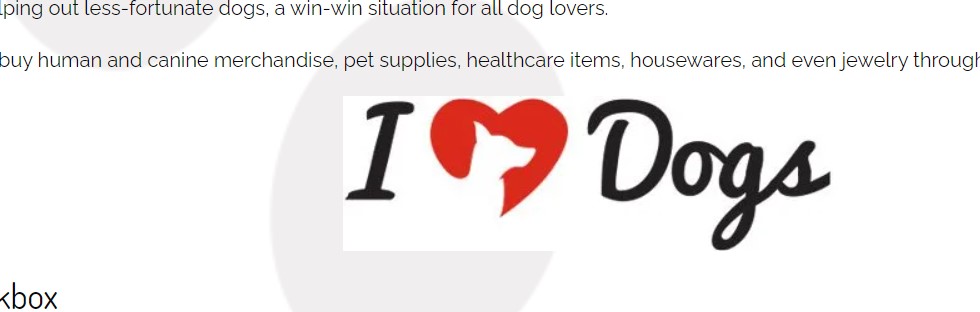 ping out less-fortunate dogs, a win-win situation for all dog lovers.
buy human and canine merchandise, pet supplies, healthcare items, housewares, and even jewelry through
I Dogs
kbox